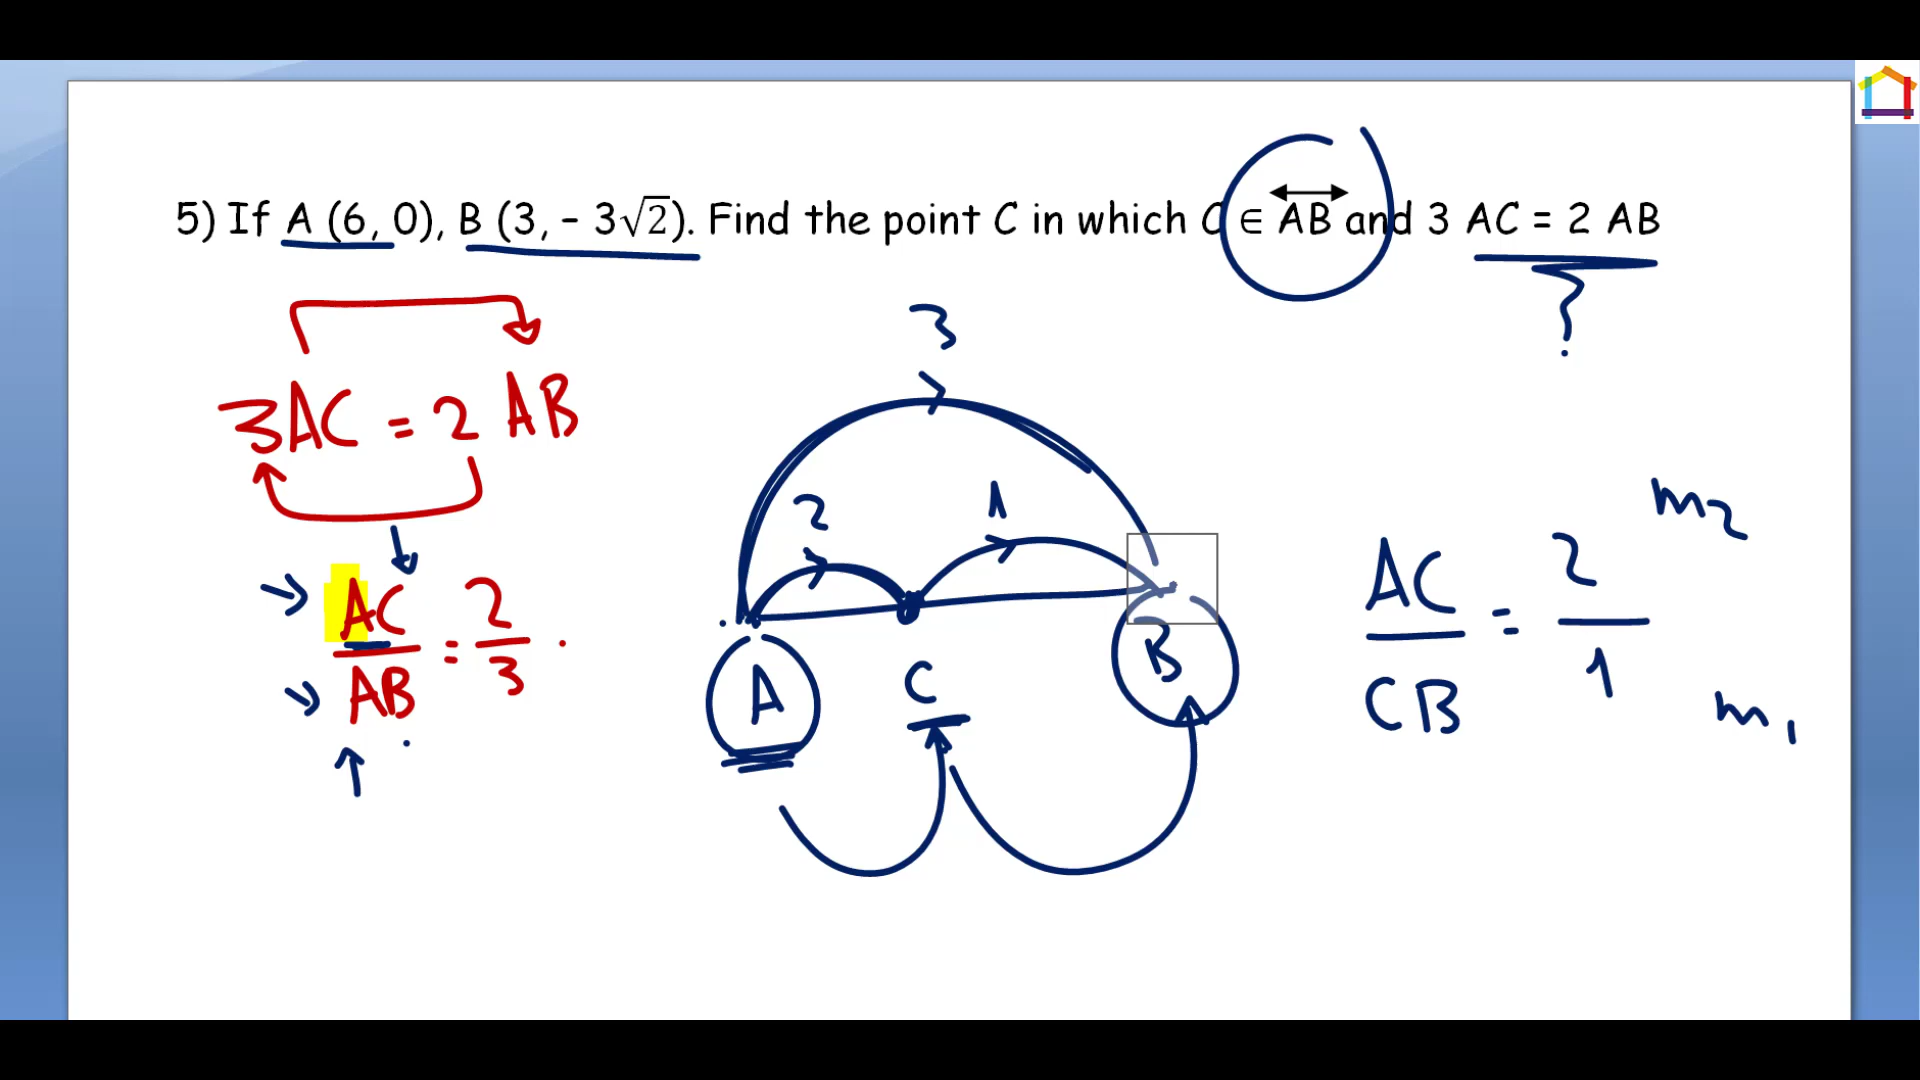 5) If A (6, 0), B (3, – 3√2). Find the point C in which C ∈ AB and 3 AC = 2 AB
?
3
3AC = 2 AB
2
1
AC/AB = 2/3
A
C
B
AC/CB = 2/1
m2
m1